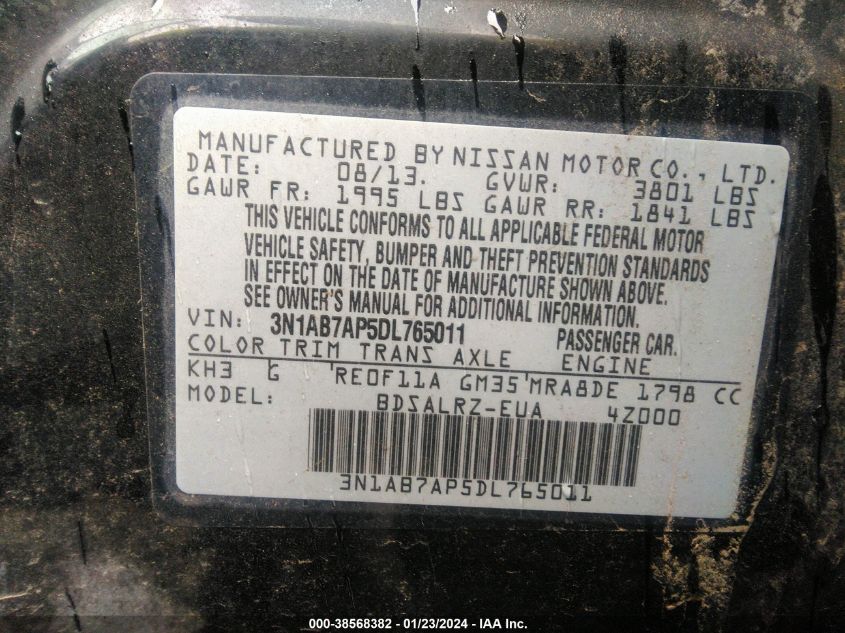 MANUFACTURED BY NISSAN MOTOR CO., LTD.
DATE: 08/13. GVWR: 3801 LBS
GAWR FR: 1995 LBS GAWR RR: 1841 LBS
THIS VEHICLE CONFORMS TO ALL APPLICABLE FEDERAL MOTOR
VEHICLE SAFETY, BUMPER AND THEFT PREVENTION STANDARDS
IN EFFECT ON THE DATE OF MANUFACTURE SHOWN ABOVE.
SEE OWNER'S MANUAL FOR ADDITIONAL INFORMATION.
VIN: 3N1AB7AP5DL765011 PASSENGER CAR.
COLOR TRIM TRANS AXLE ENGINE
KH3 G RE0F11A GM35 MRA8DE 1798 CC
MODEL: BDSALRZ-EUA 4Z000
3N1AB7AP5DL765011
000-38568382 - 01/23/2024 - IAA Inc.